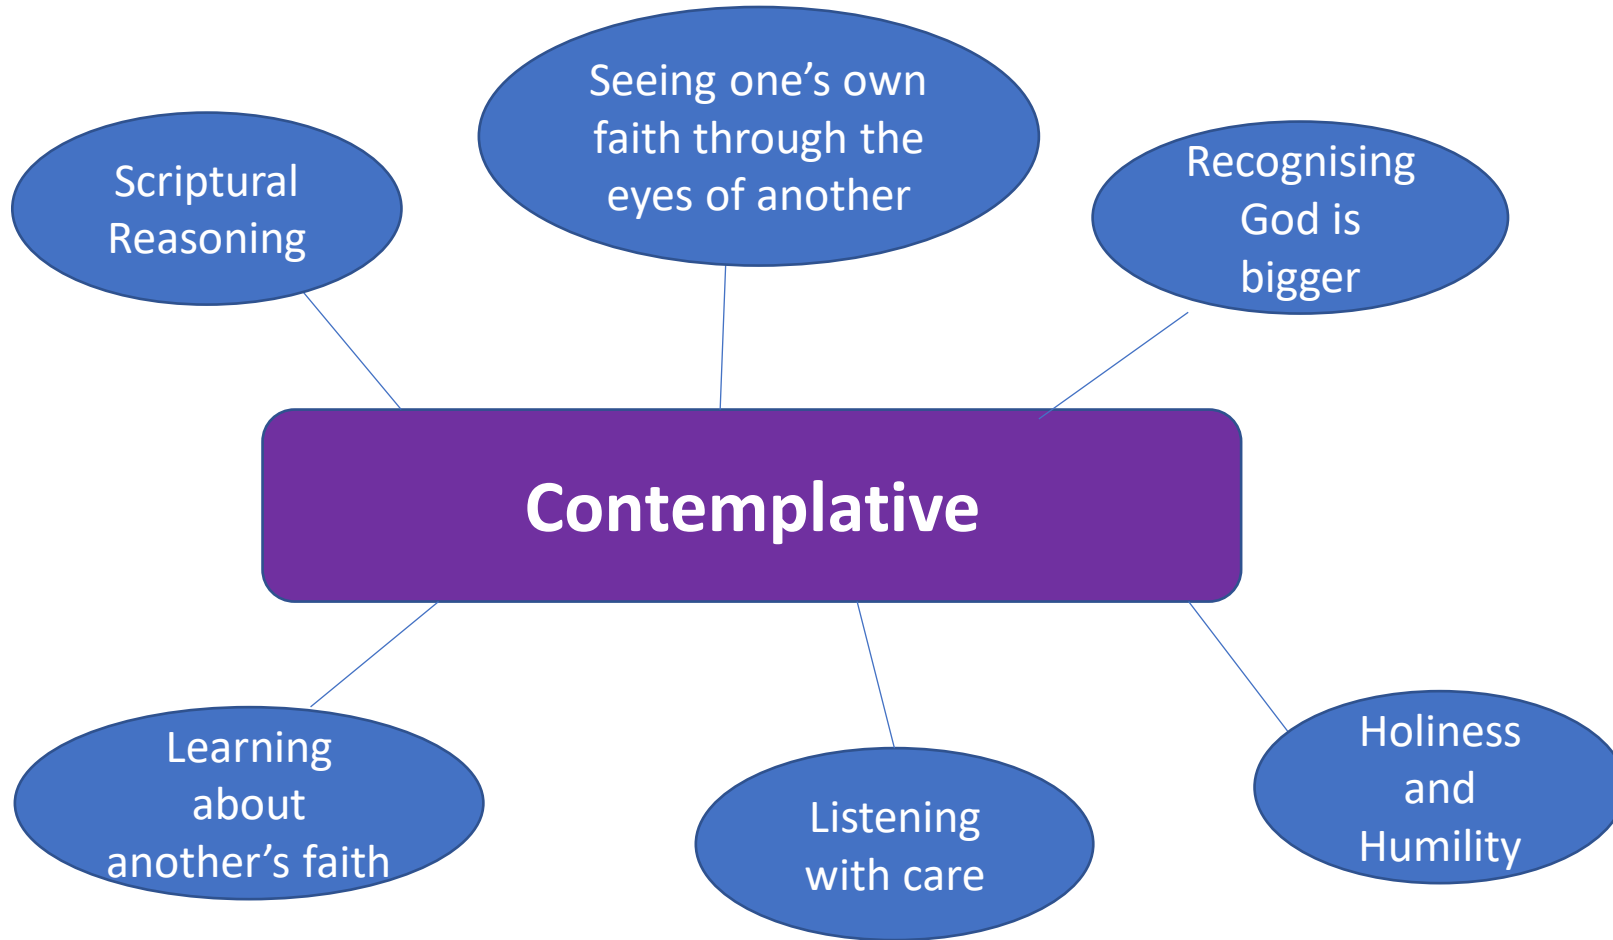 Scriptural
Reasoning
Seeing one’s own
faith through the
eyes of another
Recognising
God is
bigger
Contemplative
Learning
about
another’s faith
Listening
with care
Holiness
and
Humility